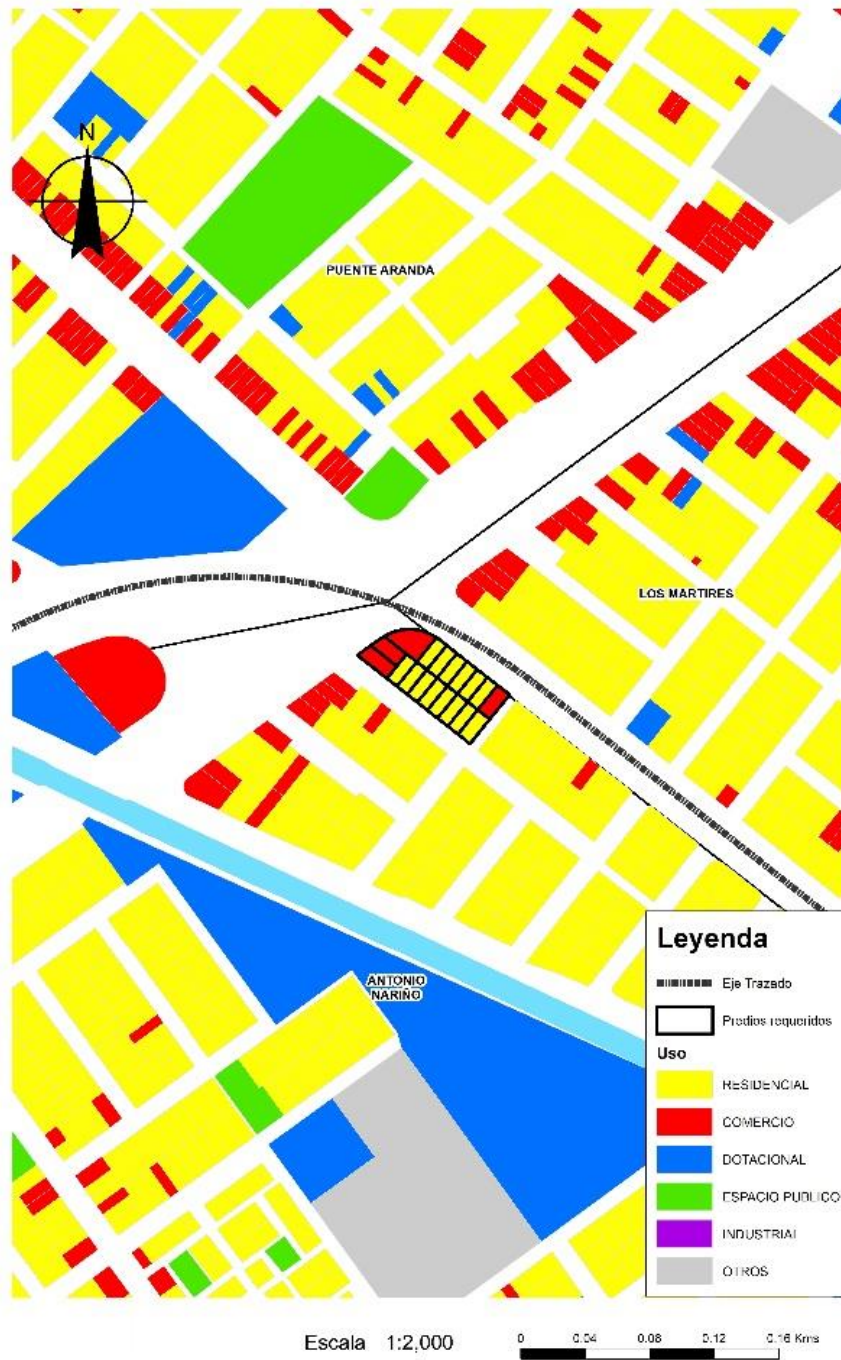 N
PUENTE ARANDA
LOS MARTIRES
ANTONIO
NARIÑO
Leyenda
Eje Trazado
Predios requeridos
Uso
RESIDENCIAL
COMERCIO
DOTACIONAL
ESPACIO PUBLICO
INDUSTRIAL
OTROS
Escala 1:2,000
0 0.04 0.08 0.12 0.16 Kms